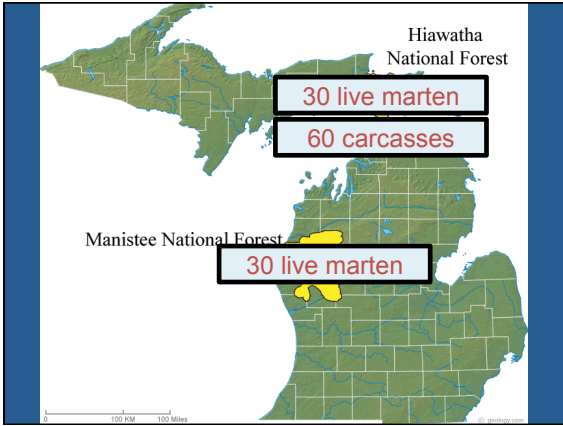 Hiawatha
National Forest
30 live marten
60 carcasses
Manistee National Forest
30 live marten
0 100 KM 100 Miles
© geology.com